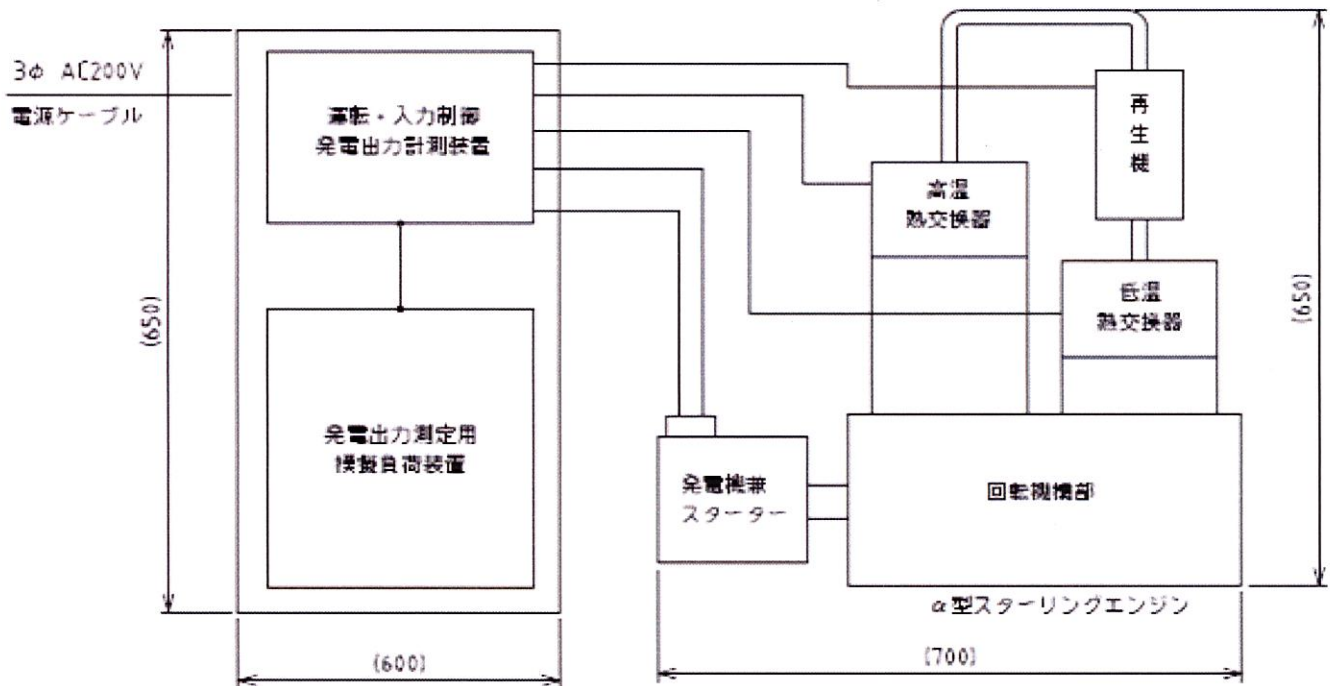 3φ AC200V
電源ケーブル
運転・入力制御
発電出力計測装置
発電出力測定用
模擬負荷装置
(650)
(600)
再
生
機
高温
熱交換器
低温
熱交換器
発電機兼
スターター
回転機構部
α型スターリングエンジン
(650)
(700)